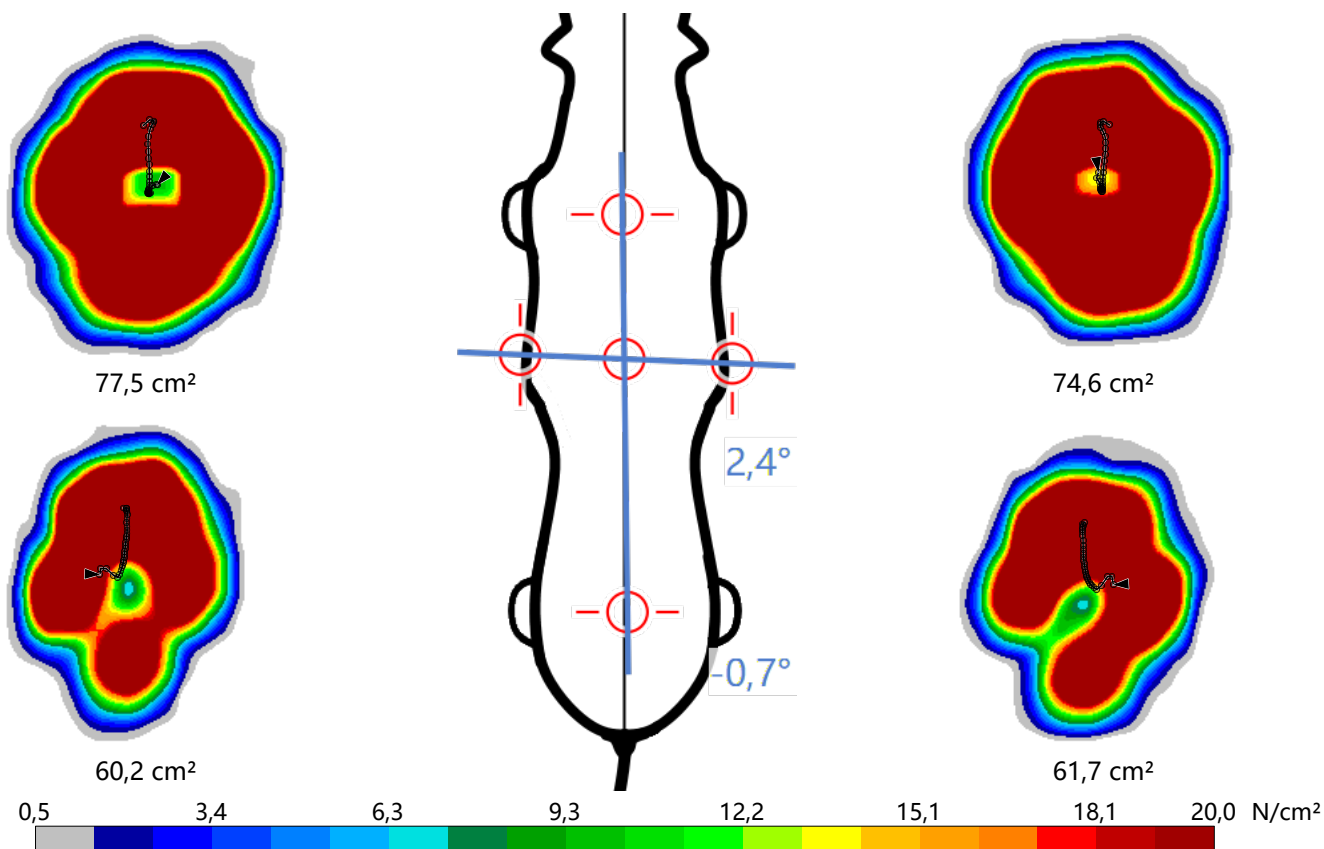 77,5 cm²
74,6 cm²
2,4°
-0,7°
60,2 cm²
61,7 cm²
0,5 3,4 6,3 9,3 12,2 15,1 18,1 20,0 N/cm²